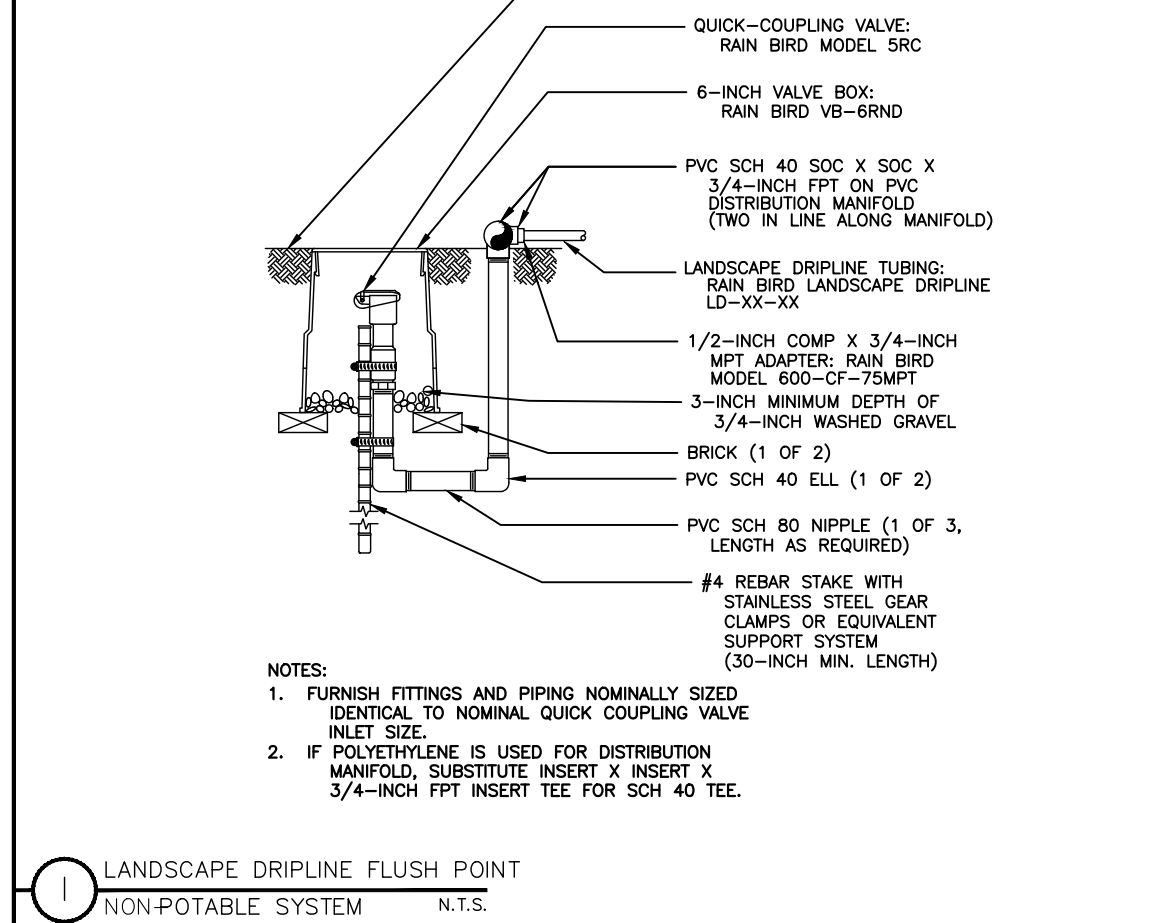 QUICK-COUPLING VALVE:
RAIN BIRD MODEL 5RC
6-INCH VALVE BOX:
RAIN BIRD VB-6RND
PVC SCH 40 SOC X SOC X
3/4-INCH FPT ON PVC
DISTRIBUTION MANIFOLD
(TWO IN LINE ALONG MANIFOLD)
LANDSCAPE DRIPLINE TUBING:
RAIN BIRD LANDSCAPE DRIPLINE
LD-XX-XX
1/2-INCH COMP X 3/4-INCH
MPT ADAPTER: RAIN BIRD
MODEL 600-CF-75MPT
3-INCH MINIMUM DEPTH OF
3/4-INCH WASHED GRAVEL
BRICK (1 OF 2)
PVC SCH 40 ELL (1 OF 2)
PVC SCH 80 NIPPLE (1 OF 3,
LENGTH AS REQUIRED)
#4 REBAR STAKE WITH
STAINLESS STEEL GEAR
CLAMPS OR EQUIVALENT
SUPPORT SYSTEM
(30-INCH MIN. LENGTH)
NOTES:
1. FURNISH FITTINGS AND PIPING NOMINALLY SIZED
IDENTICAL TO NOMINAL QUICK COUPLING VALVE
INLET SIZE.
2. IF POLYETHYLENE IS USED FOR DISTRIBUTION
MANIFOLD, SUBSTITUTE INSERT X INSERT X
3/4-INCH FPT INSERT TEE FOR SCH 40 TEE.
1 LANDSCAPE DRIPLINE FLUSH POINT
NON-POTABLE SYSTEM N.T.S.